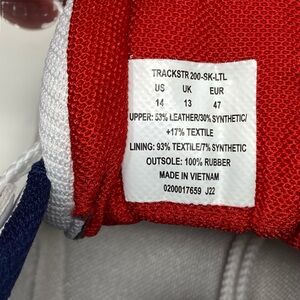 TRACKSTR 200-SK-LTL
US UK EUR
14 13 47
UPPER: 53% LEATHER/30% SYNTHETIC/
+17% TEXTILE
LINING: 93% TEXTILE/7% SYNTHETIC
OUTSOLE: 100% RUBBER
MADE IN VIETNAM
0200017659 J22